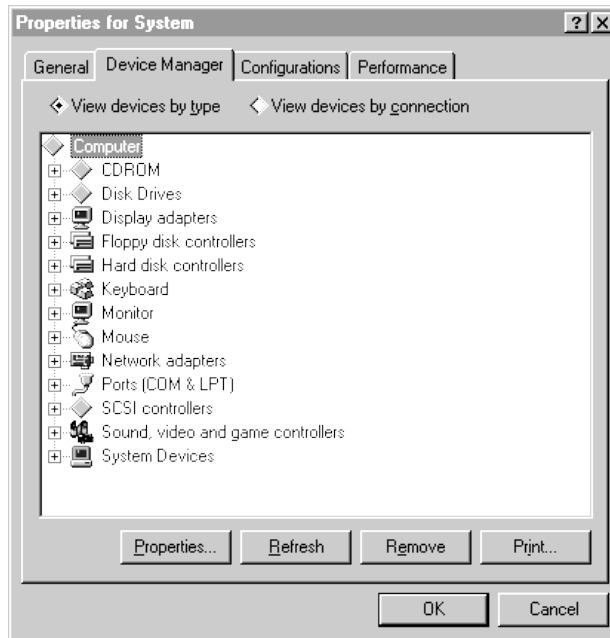 Properties for System
General Device Manager Configurations Performance
View devices by type View devices by connection
Computer
CDROM
Disk Drives
Display adapters
Floppy disk controllers
Hard disk controllers
Keyboard
Monitor
Mouse
Network adapters
Ports (COM & LPT)
SCSI controllers
Sound, video and game controllers
System Devices
Properties... Refresh Remove Print...
OK Cancel